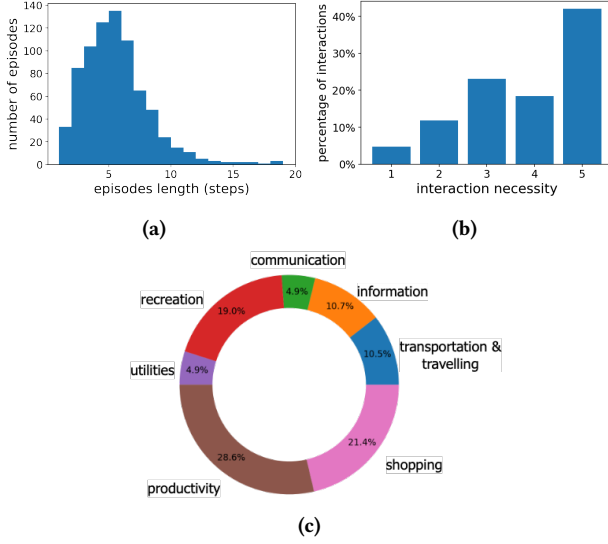 140
120
100
80
60
40
20
0
number of episodes
5
10
15
20
episodes length (steps)
(a)
40%
30%
20%
10%
0%
percentage of interactions
1
2
3
4
5
interaction necessity
(b)
communication
4.9%
information
10.7%
recreation
19.0%
transportation &
travelling
10.5%
utilities
4.9%
productivity
28.6%
shopping
21.4%
(c)